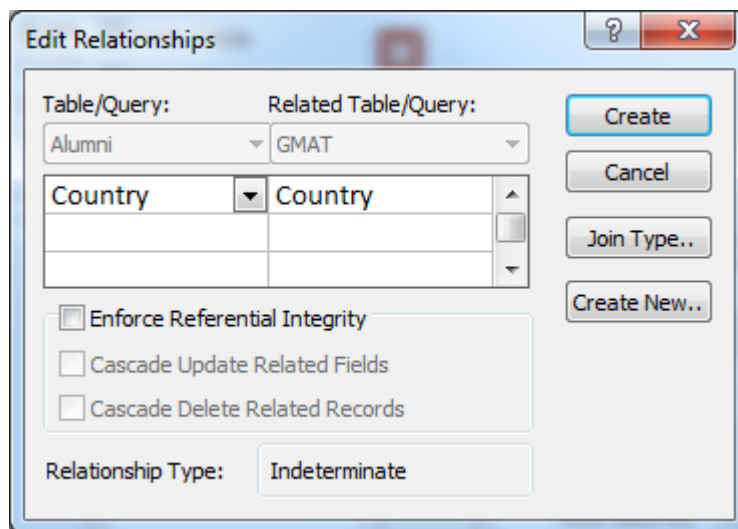 Edit Relationships
Table/Query: Related Table/Query:
Alumni GMAT
Country Country
Enforce Referential Integrity
Cascade Update Related Fields
Cascade Delete Related Records
Relationship Type: Indeterminate
Create
Cancel
Join Type..
Create New..